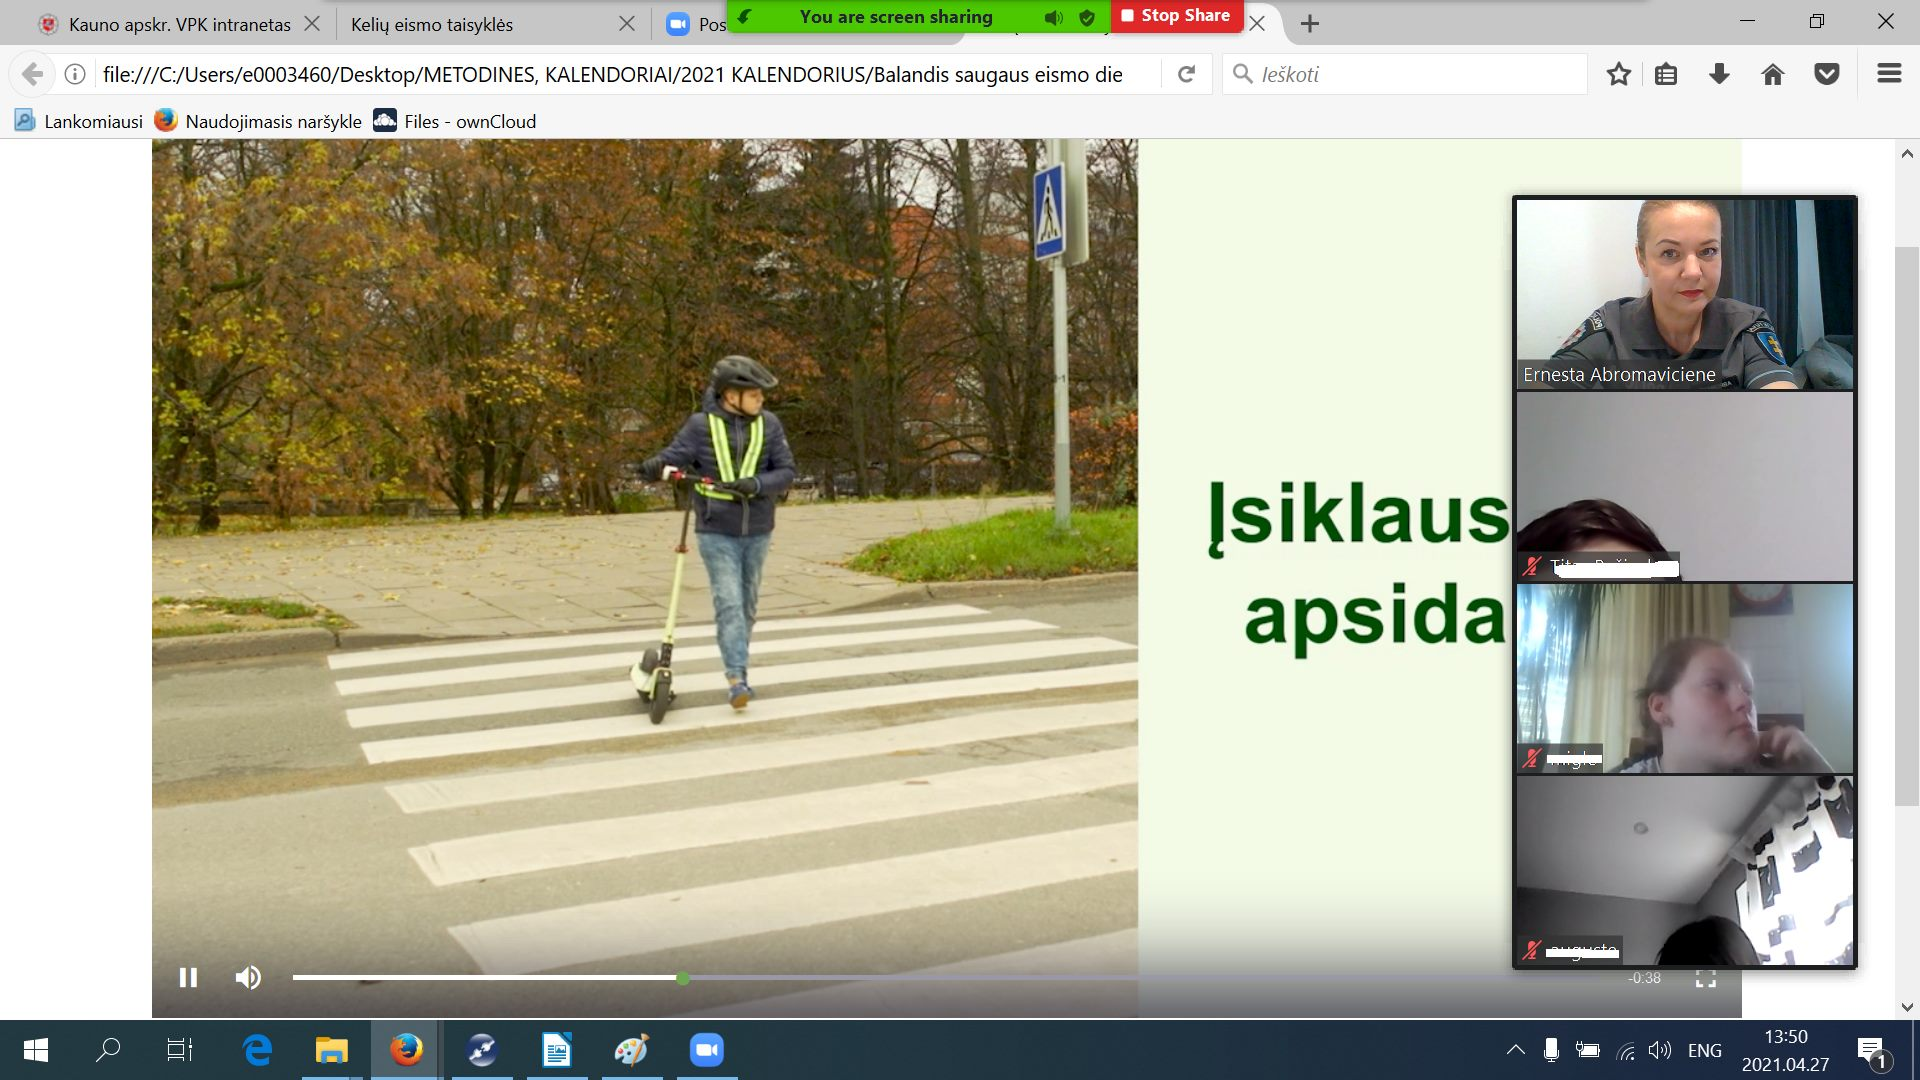 Kauno apskr. VPK intranetas
Kelių eismo taisyklės
Pos
You are screen sharing
Stop Share
file:///C:/Users/e0003460/Desktop/METODINES, KALENDORIAI/2021 KALENDORIUS/Balandis saugaus eismo die
Ieškoti
Lankomiausi
Naudojimasis naršykle
Files - ownCloud
Įsiklaus
apsida
Ernesta Abromaviciene
-0:38
ENG
13:50
2021.04.27
1